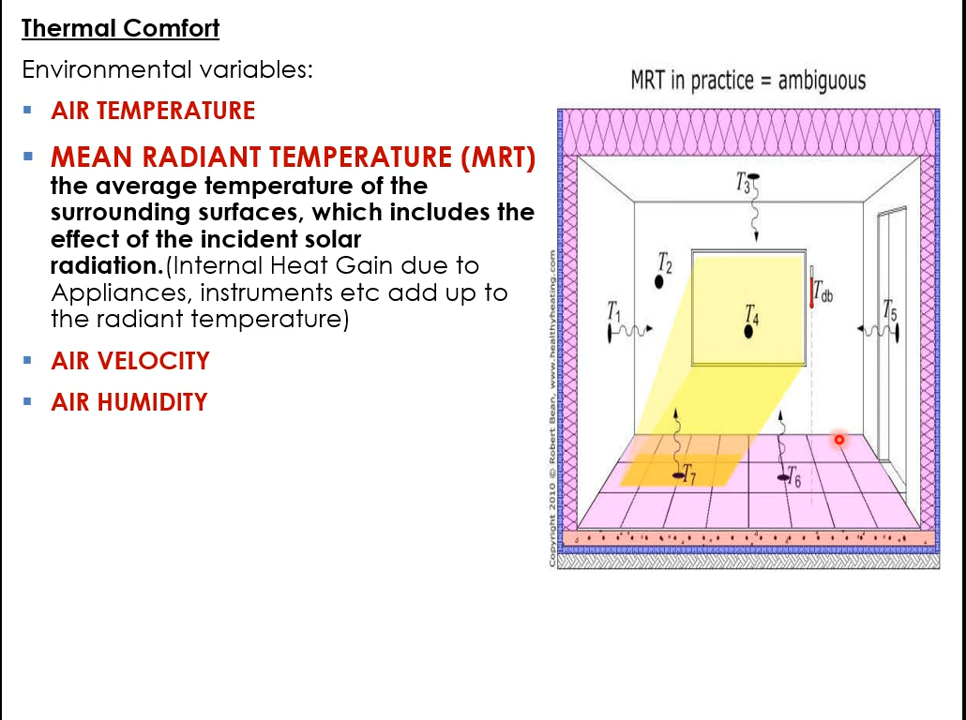 Thermal Comfort
Environmental variables:
▪ AIR TEMPERATURE
▪ MEAN RADIANT TEMPERATURE (MRT)
the average temperature of the
surrounding surfaces, which includes the
effect of the incident solar
radiation.(Internal Heat Gain due to
Appliances, instruments etc add up to
the radiant temperature)
▪ AIR VELOCITY
▪ AIR HUMIDITY
MRT in practice = ambiguous
T3
T2
Tdb
T1
T4
T5
T7
T6
Copyright 2010 © Robert Bean, www.healthyheating.com